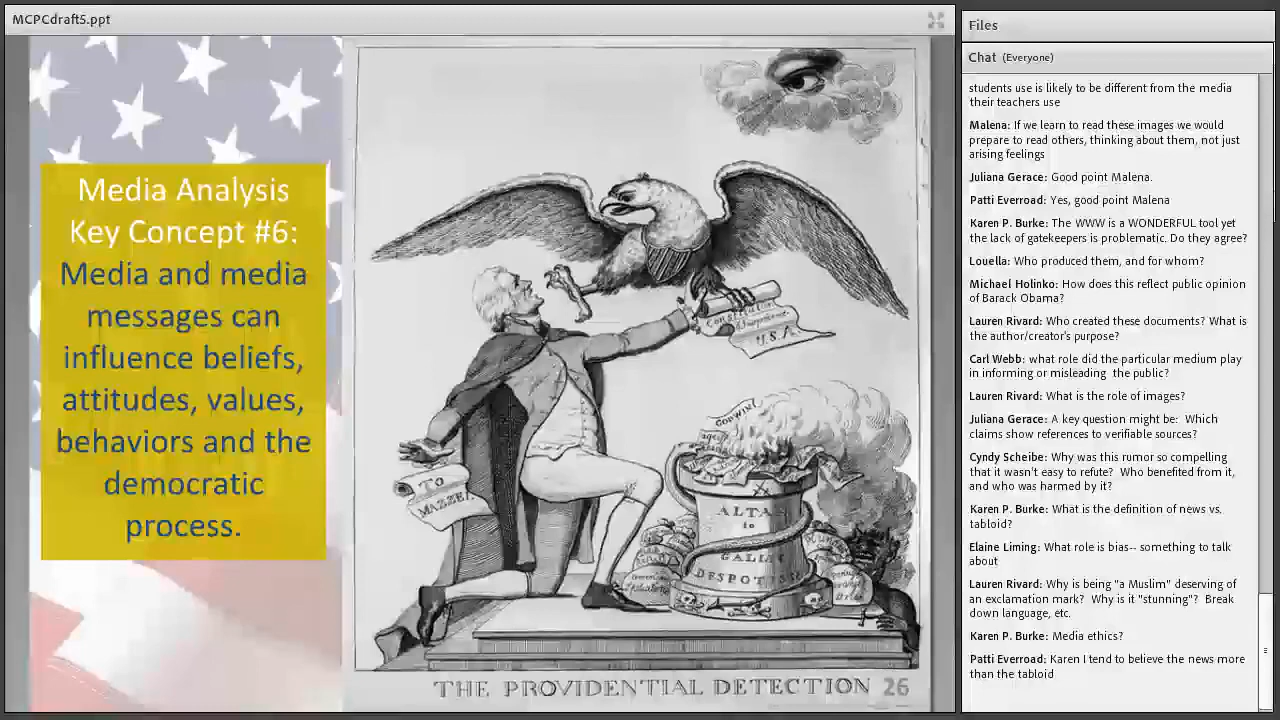 MCPCdraft5.ppt
Media Analysis
Key Concept #6:
Media and media
messages can
influence beliefs,
attitudes, values,
behaviors and the
democratic
process.
Constitution
& Independence
U.S.A.
GODWIN
TO
MAZZEI
ALTAR
to
GALLIC
DESPOTISM
THE PROVIDENTIAL DETECTION 26
Files
Chat (Everyone)
students use is likely to be different from the media
their teachers use
Malena: If we learn to read these images we would
prepare to read others, thinking about them, not just
arising feelings
Juliana Gerace: Good point Malena.
Patti Everroad: Yes, good point Malena
Karen P. Burke: The WWW is a WONDERFUL tool yet
the lack of gatekeepers is problematic. Do they agree?
Louella: Who produced them, and for whom?
Michael Holinko: How does this reflect public opinion
of Barack Obama?
Lauren Rivard: Who created these documents? What is
the author/creator's purpose?
Carl Webb: what role did the particular medium play
in informing or misleading the public?
Lauren Rivard: What is the role of images?
Juliana Gerace: A key question might be: Which
claims show references to verifiable sources?
Cyndy Scheibe: Why was this rumor so compelling
that it wasn't easy to refute? Who benefited from it,
and who was harmed by it?
Karen P. Burke: What is the definition of news vs.
tabloid?
Elaine Liming: What role is bias-- something to talk
about
Lauren Rivard: Why is being "a Muslim" deserving of
an exclamation mark? Why is it "stunning"? Break
down language, etc.
Karen P. Burke: Media ethics?
Patti Everroad: Karen I tend to believe the news more
than the tabloid